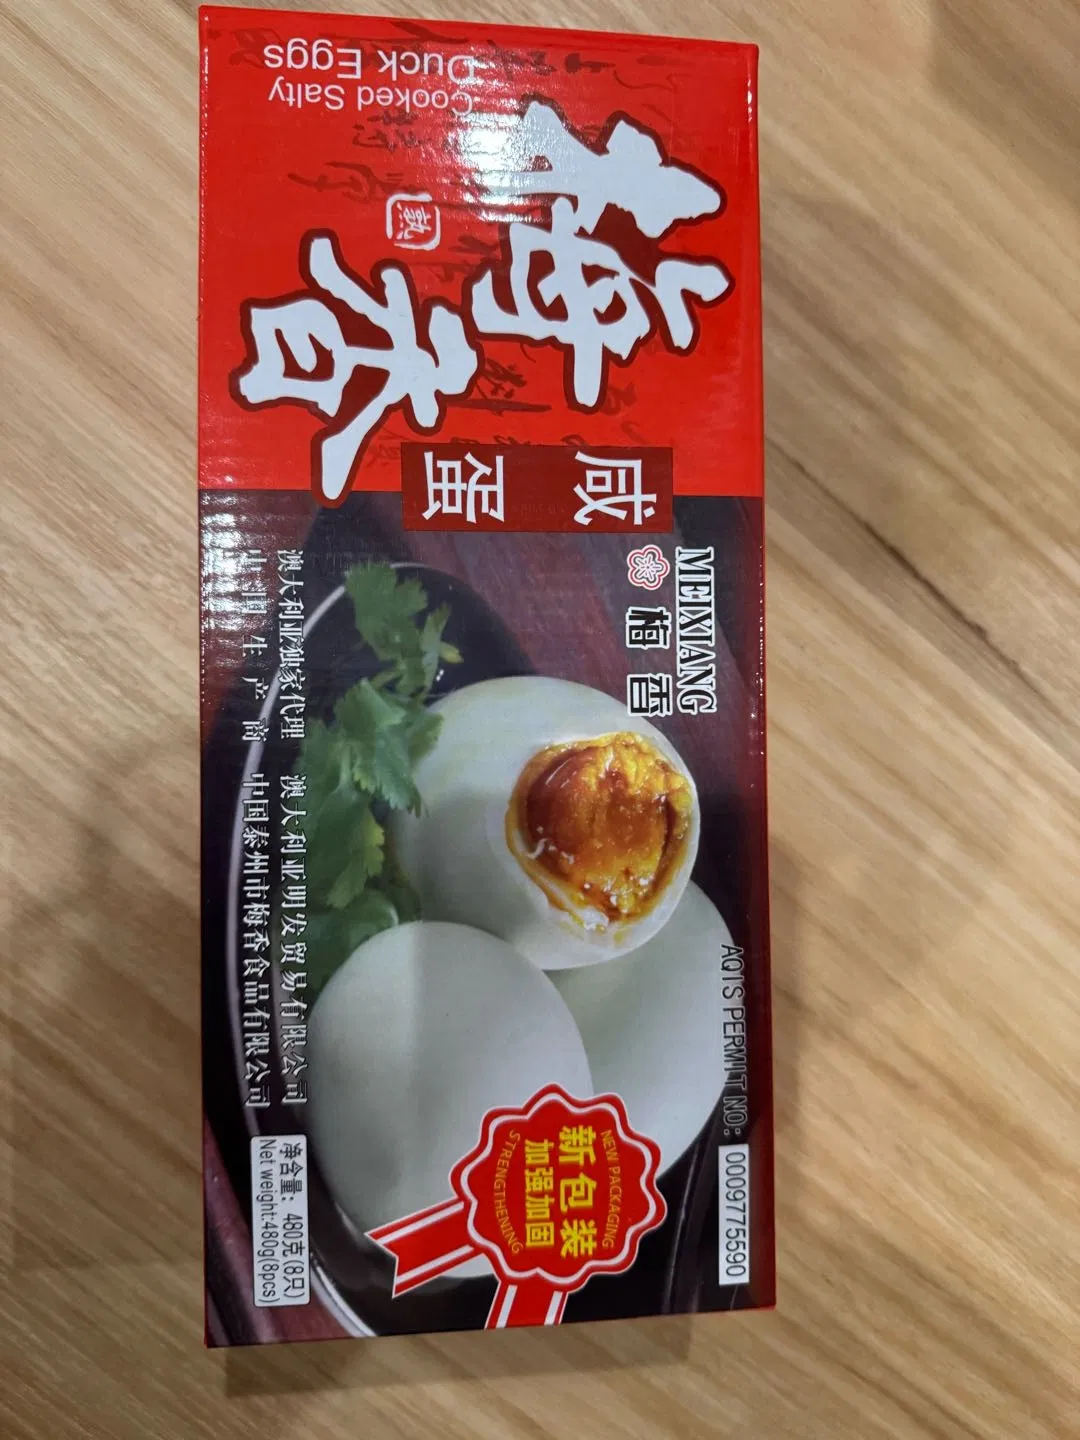 梅香
熟
Cooked Salty
Duck Eggs
咸蛋
MEIXIANG
梅香
AQIS PERMIT NO: 0009775590
澳大利亚独家代理 澳大利亚明发贸易有限公司
中国生产商 中国泰州市梅香食品有限公司
NEW PACKAGING
新包装
加强加固
STRENGTHENING
净含量: 480克(8只)
Net weight:480g(8pcs)